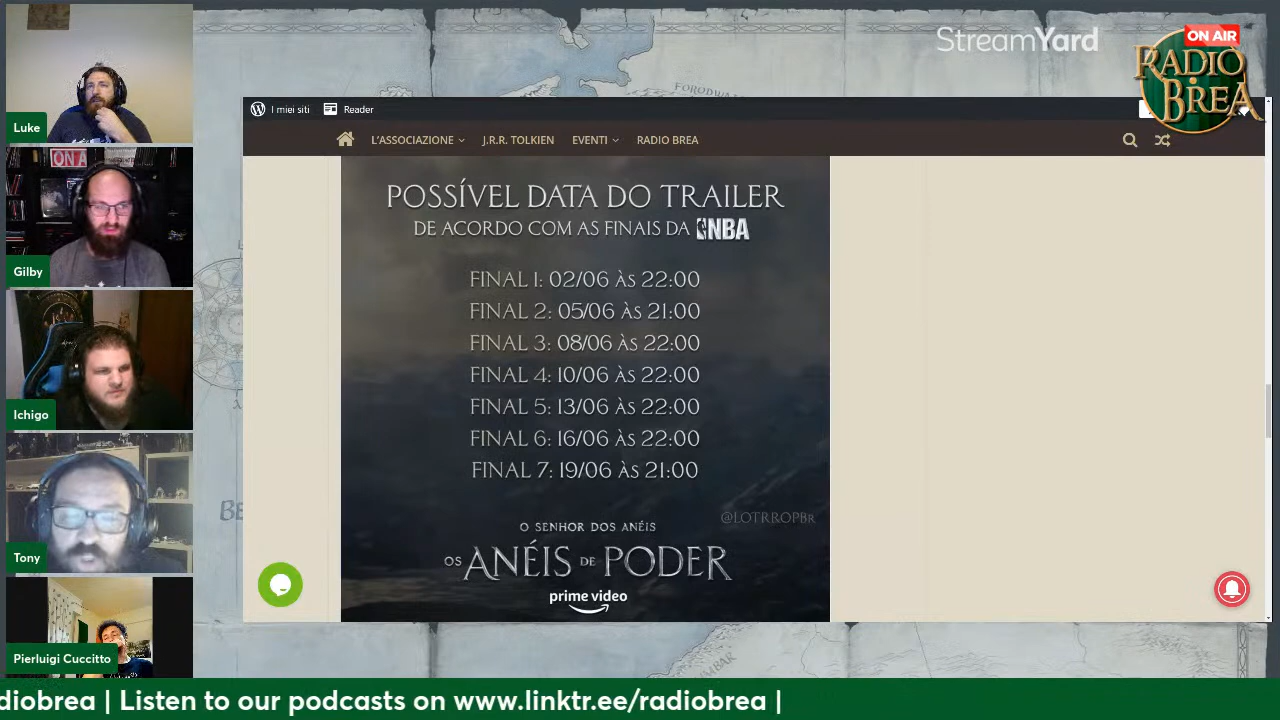 StreamYard
ON AIR
RADIO
BREA
I miei siti
Reader
L'ASSOCIAZIONE
J.R.R. TOLKIEN
EVENTI
RADIO BREA
Luke
ON A
Gilby
Ichigo
Tony
Pierluigi Cuccitto
POSSÍVEL DATA DO TRAILER
DE ACORDO COM AS FINAIS DA NBA
FINAL 1: 02/06 ÀS 22:00
FINAL 2: 05/06 ÀS 21:00
FINAL 3: 08/06 ÀS 22:00
FINAL 4: 10/06 ÀS 22:00
FINAL 5: 13/06 ÀS 22:00
FINAL 6: 16/06 ÀS 22:00
FINAL 7: 19/06 ÀS 21:00
@LOTRROPBR
O SENHOR DOS ANÉIS
OS ANÉIS DE PODER
prime video
diobrea | Listen to our podcasts on www.linktr.ee/radiobrea |